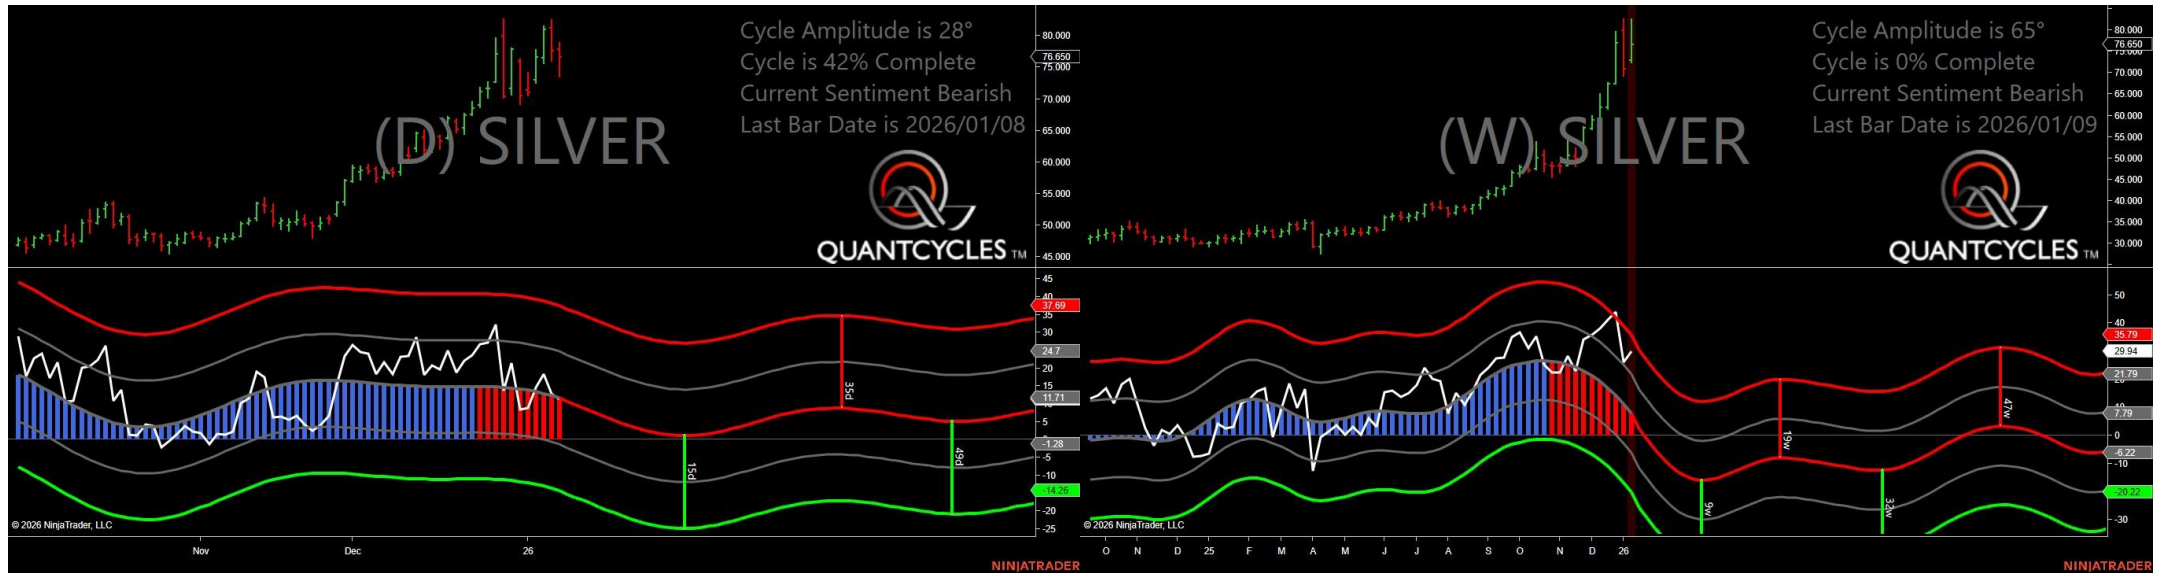 Cycle Amplitude is 28°
Cycle is 42% Complete
Current Sentiment Bearish
Last Bar Date is 2026/01/08
(D) SILVER
QUANTCYCLES TM
80.000
76.650
75.000
70.000
65.000
60.000
55.000
50.000
45.000
45
40
37.69
35
30
24.7
20
15
11.71
5
-1.28
-5
-10
-14.26
-20
-25
35d
15d
49d
© 2026 NinjaTrader, LLC
Nov
Dec
26
NINJATRADER
Cycle Amplitude is 65°
Cycle is 0% Complete
Current Sentiment Bearish
Last Bar Date is 2026/01/09
(W) SILVER
QUANTCYCLES TM
80.000
76.650
75.000
70.000
65.000
60.000
55.000
50.000
45.000
40.000
35.000
30.000
50
40
35.79
29.94
21.79
10
7.79
0
-6.22
-10
-20.22
-30
19w
47w
9w
32w
© 2026 NinjaTrader, LLC
O
N
D
25
F
M
A
M
J
J
A
S
O
N
D
26
NINJATRADER